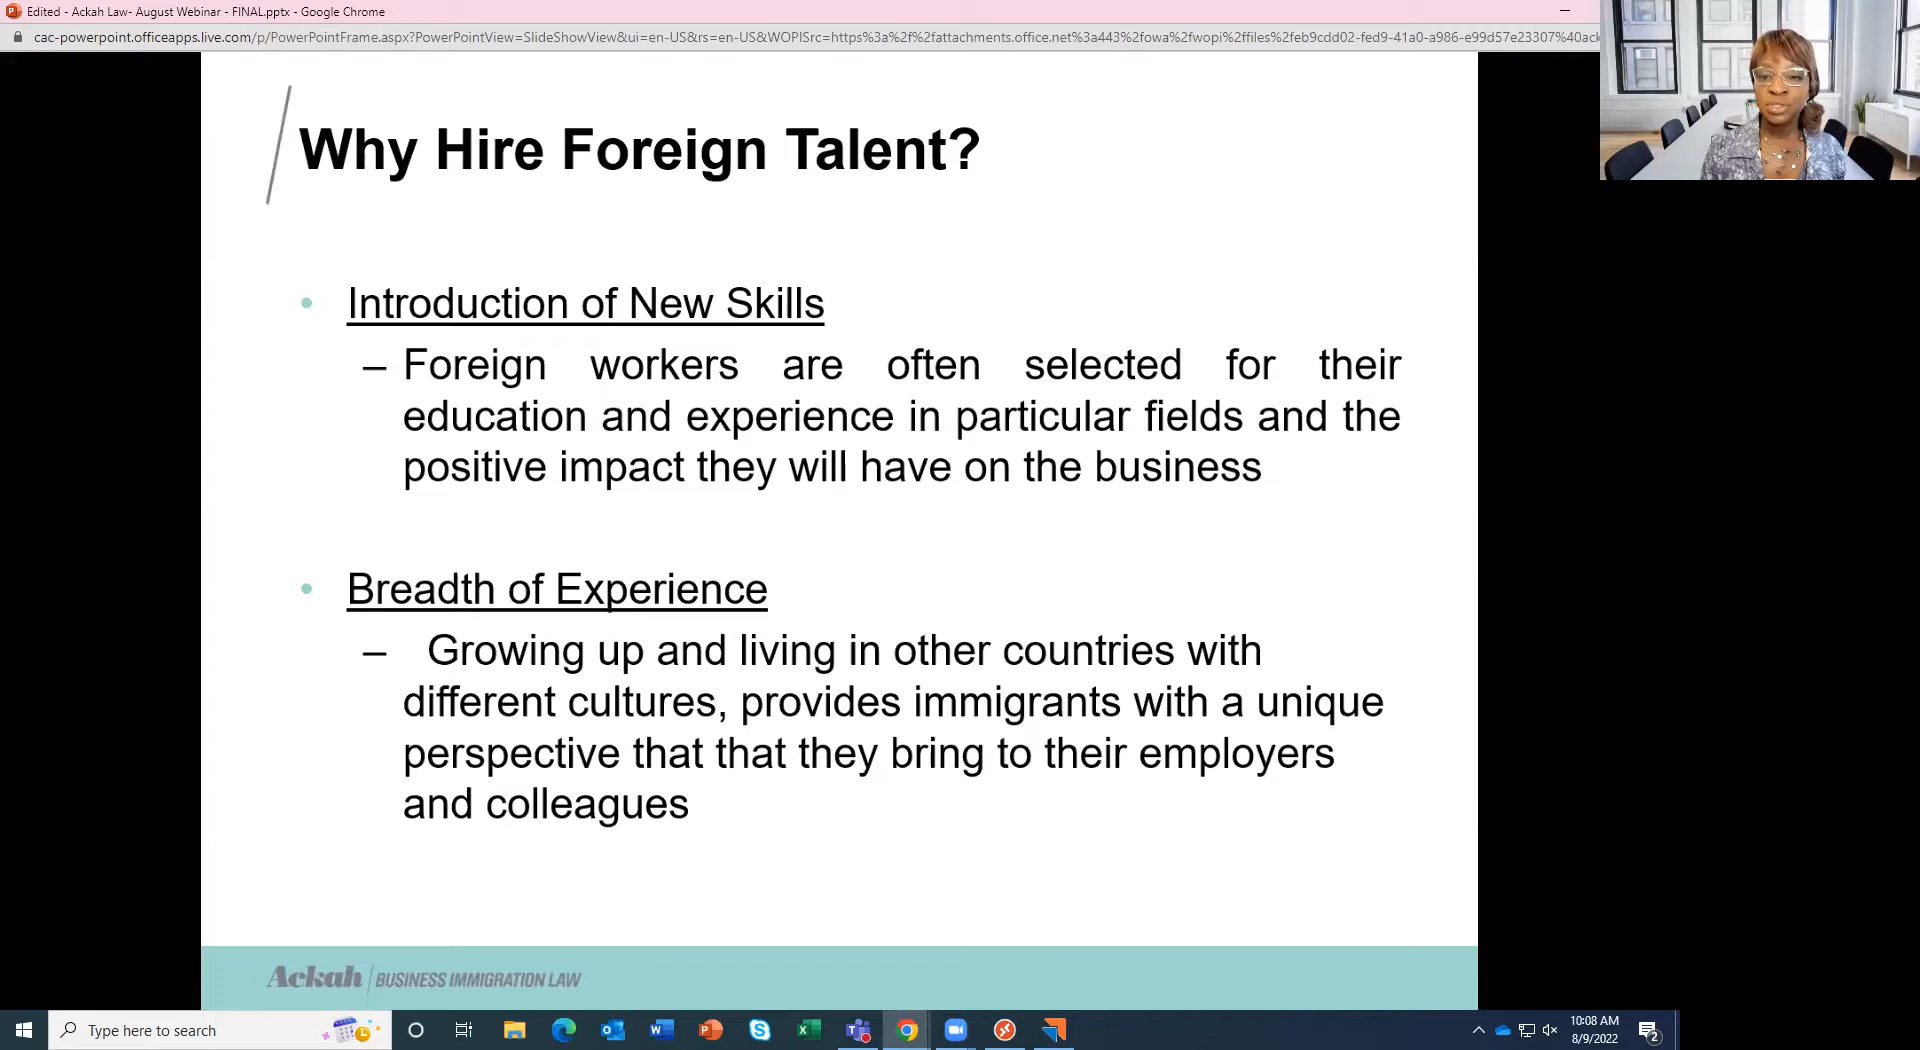 Edited - Ackah Law- August Webinar - FINAL.pptx - Google Chrome
cac-powerpoint.officeapps.live.com/p/PowerPointFrame.aspx?PowerPointView=SlideShowView&ui=en-US&rs=en-US&WOPISrc=https%3a%2f%2fattachments.office.net%3a443%2fowa%2fwopi%2ffiles%2feb9cdd02-fed9-41a0-a986-e99d57e23307%40ack
Why Hire Foreign Talent?
• Introduction of New Skills
– Foreign workers are often selected for their
education and experience in particular fields and the
positive impact they will have on the business
• Breadth of Experience
– Growing up and living in other countries with
different cultures, provides immigrants with a unique
perspective that that they bring to their employers
and colleagues
Ackah | BUSINESS IMMIGRATION LAW
Type here to search
10:08 AM
8/9/2022
2